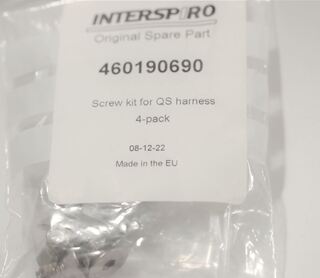 INTERSPIRO
Original Spare Part
460190690
Screw kit for QS harness
4-pack
08-12-22
Made in the EU